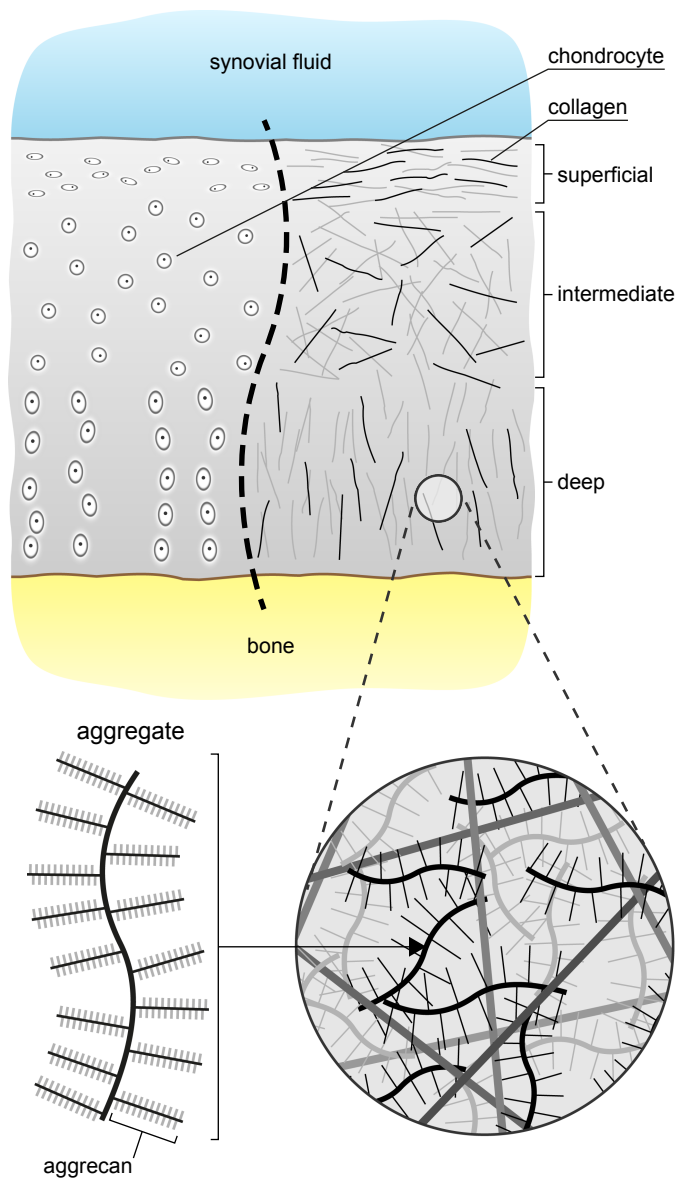 synovial fluid
chondrocyte
collagen
superficial
intermediate
deep
bone
aggregate
aggrecan